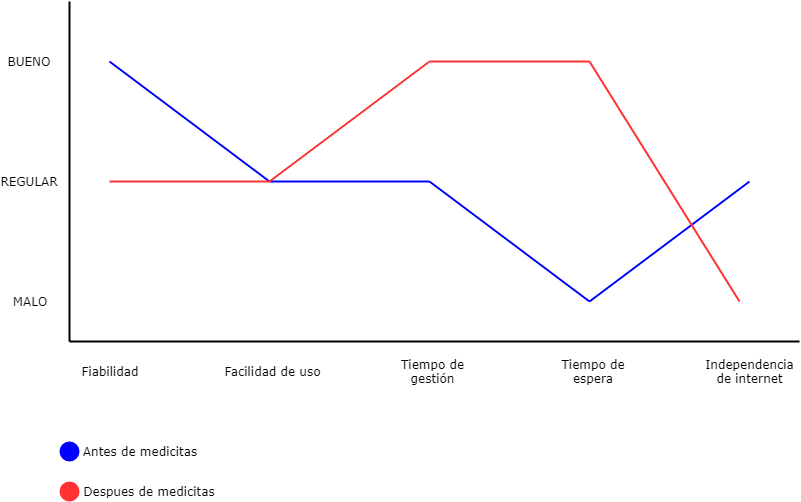 BUENO
REGULAR
MALO
Fiabilidad
Facilidad de uso
Tiempo de
gestión
Tiempo de
espera
Independencia
de internet
Antes de medicitas
Despues de medicitas